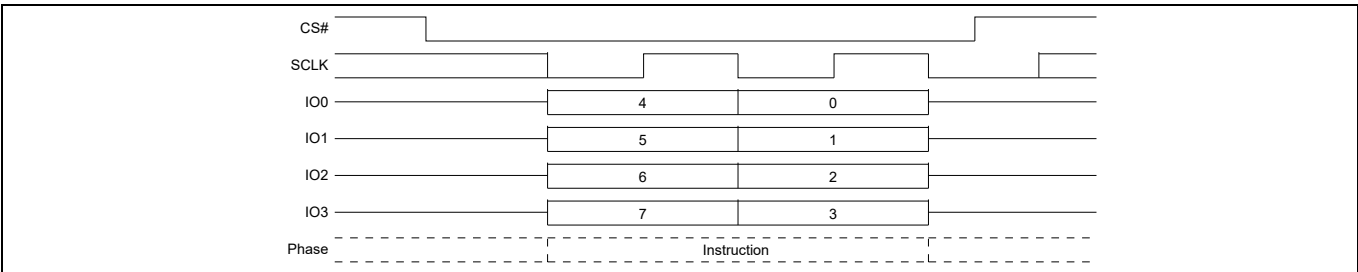 CS#
SCLK
IO0 4 0
IO1 5 1
IO2 6 2
IO3 7 3
Phase Instruction